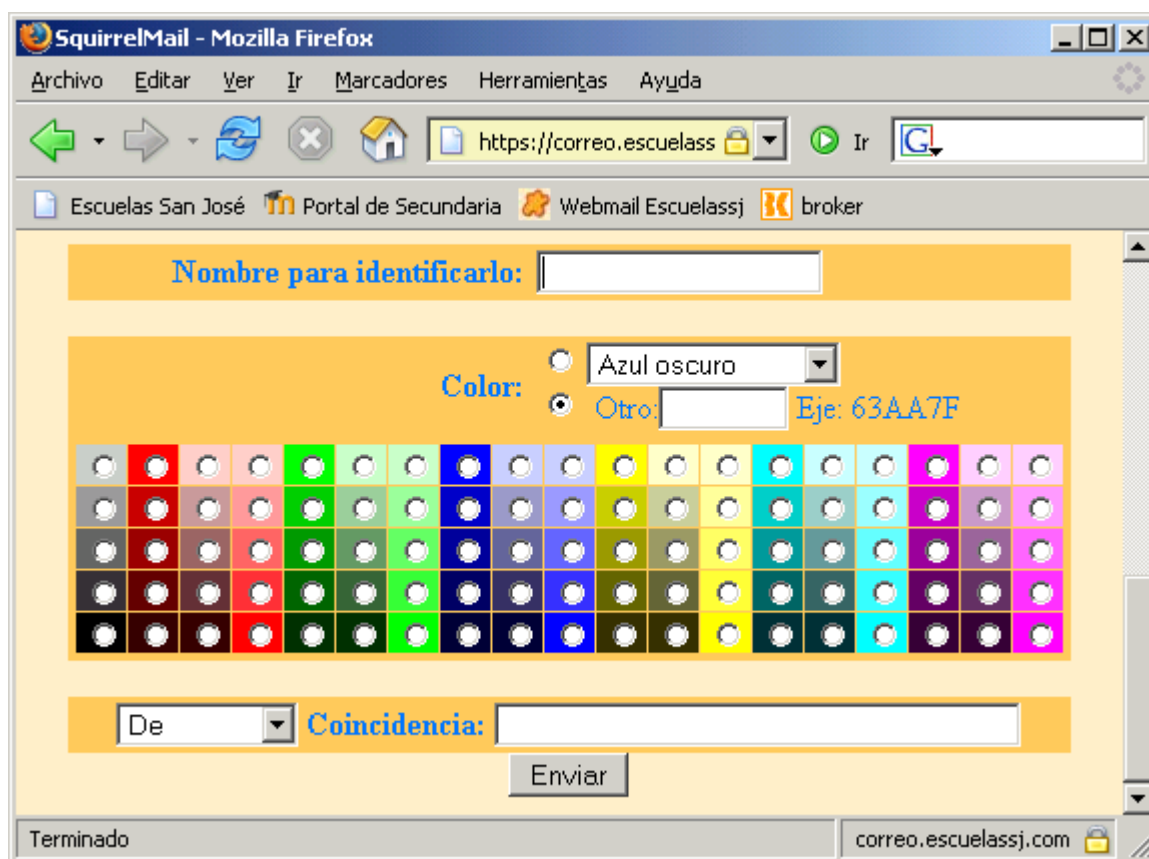 SquirrelMail - Mozilla Firefox
Archivo Editar Ver Ir Marcadores Herramientas Ayuda
https://correo.escuelass Ir G
Escuelas San José Portal de Secundaria Webmail Escuelassj broker
Nombre para identificarlo:
Azul oscuro
Color:
Otro: Eje: 63AA7F
De Coincidencia:
Enviar
Terminado correo.escuelassj.com